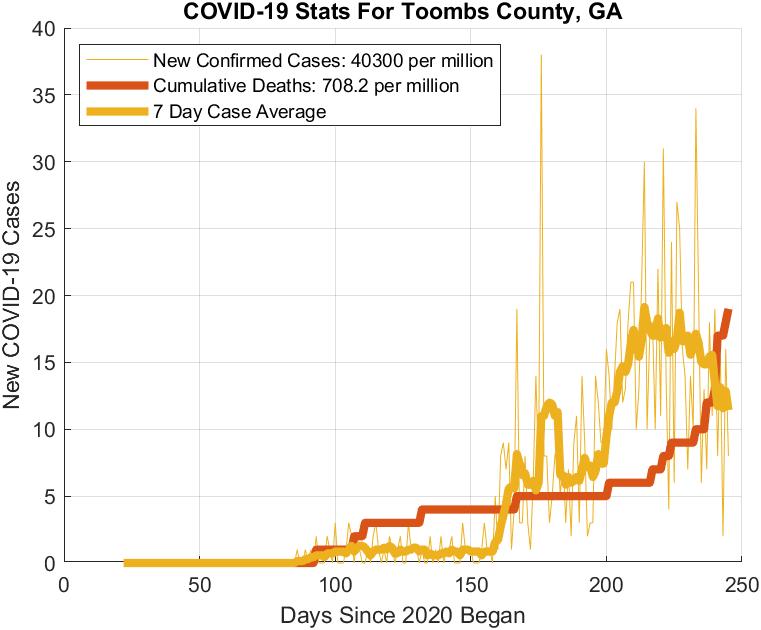 COVID-19 Stats For Toombs County, GA
New Confirmed Cases: 40300 per million
Cumulative Deaths: 708.2 per million
7 Day Case Average
New COVID-19 Cases
40
35
30
25
20
15
10
5
0
0 50 100 150 200 250
Days Since 2020 Began